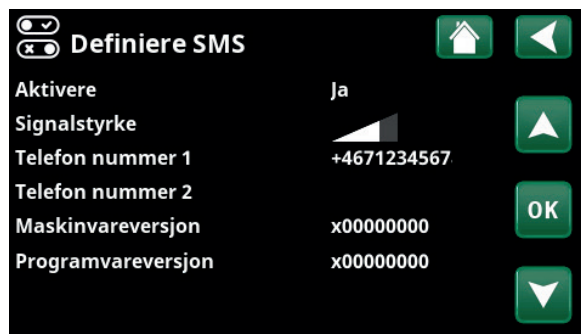 Definiere SMS
Aktivere Ja
Signalstyrke
Telefon nummer 1 +4671234567
Telefon nummer 2
Maskinvareversjon x00000000
OK
Programvareversjon x00000000